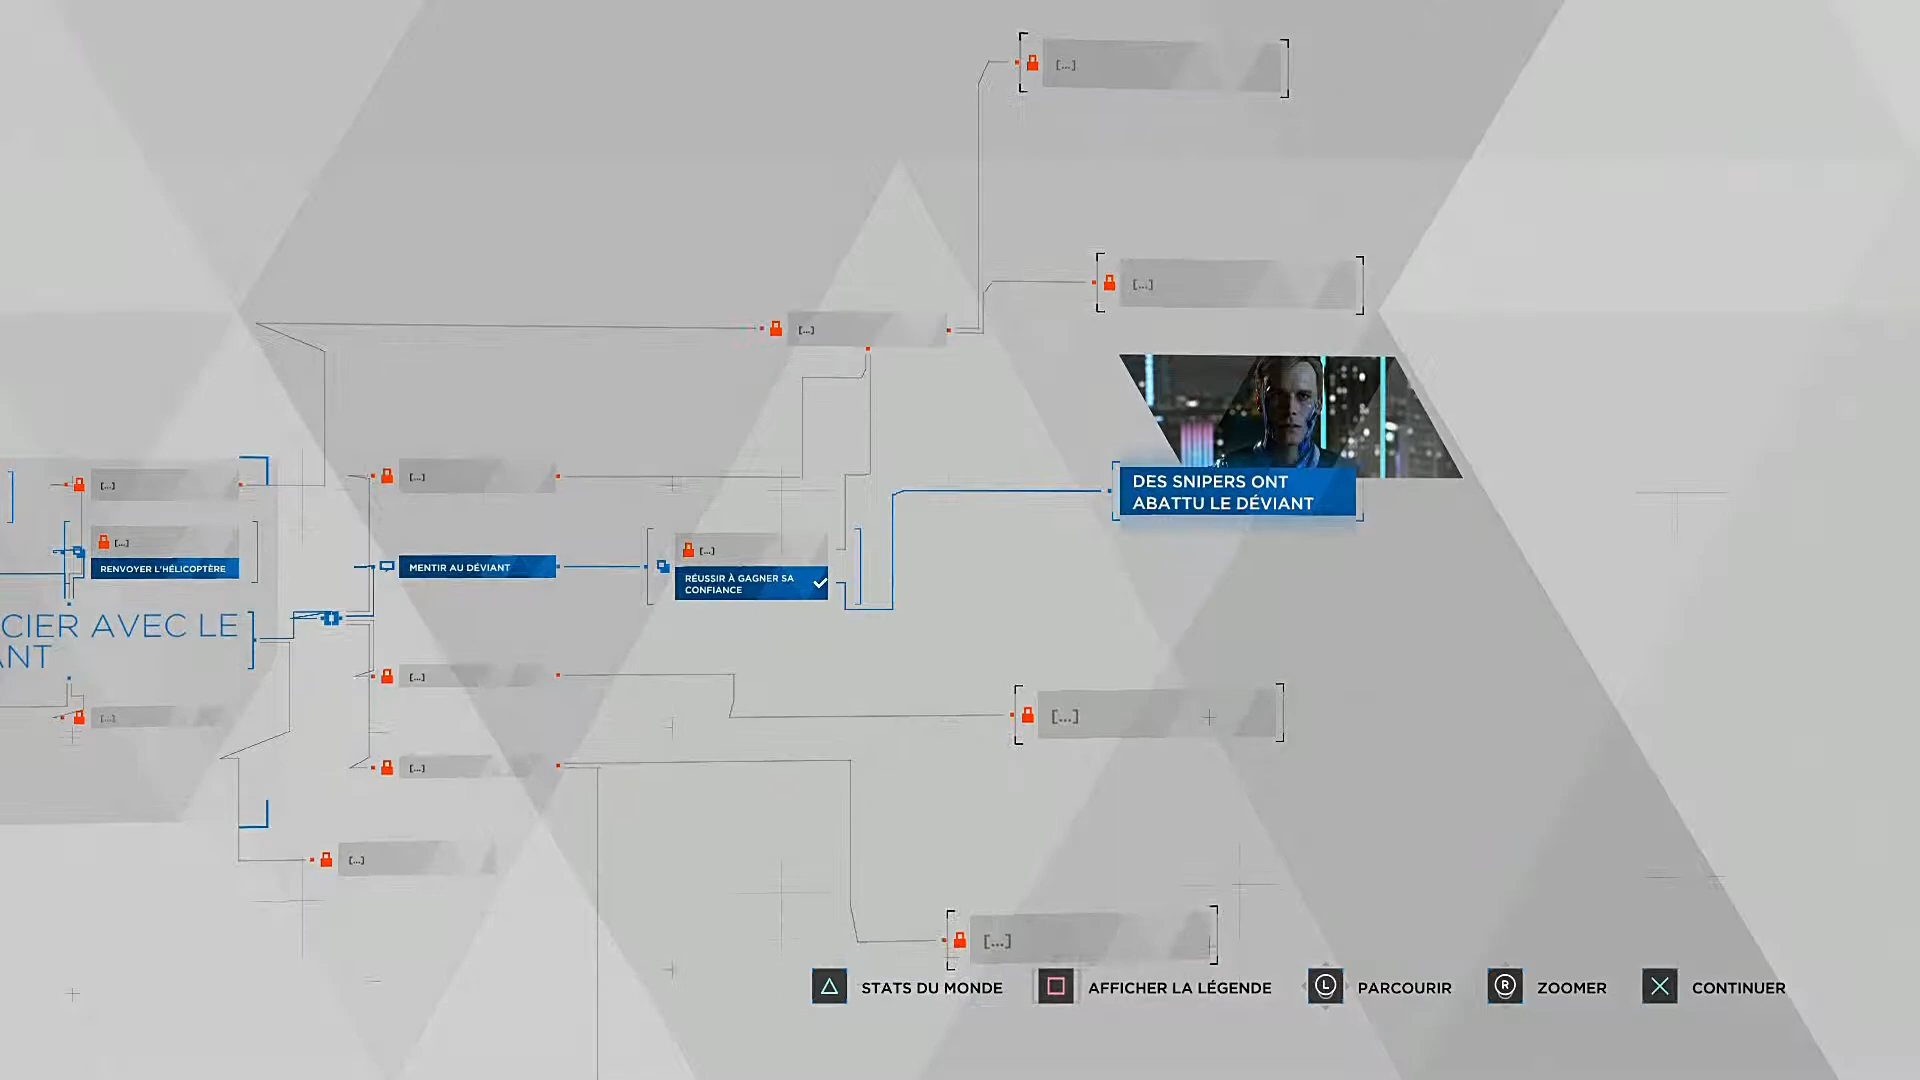 [...]
[...]
[...]
DES SNIPERS ONT
ABATTU LE DÉVIANT
[...]
[...]
[...]
[...]
RENVOYER L'HÉLICOPTÈRE
MENTIR AU DÉVIANT
RÉUSSIR À GAGNER SA
CONFIANCE
CIER AVEC LE
ANT
[...]
[...]
[...]
[...]
[...]
[...]
STATS DU MONDE
AFFICHER LA LÉGENDE
L
PARCOURIR
R
ZOOMER
CONTINUER